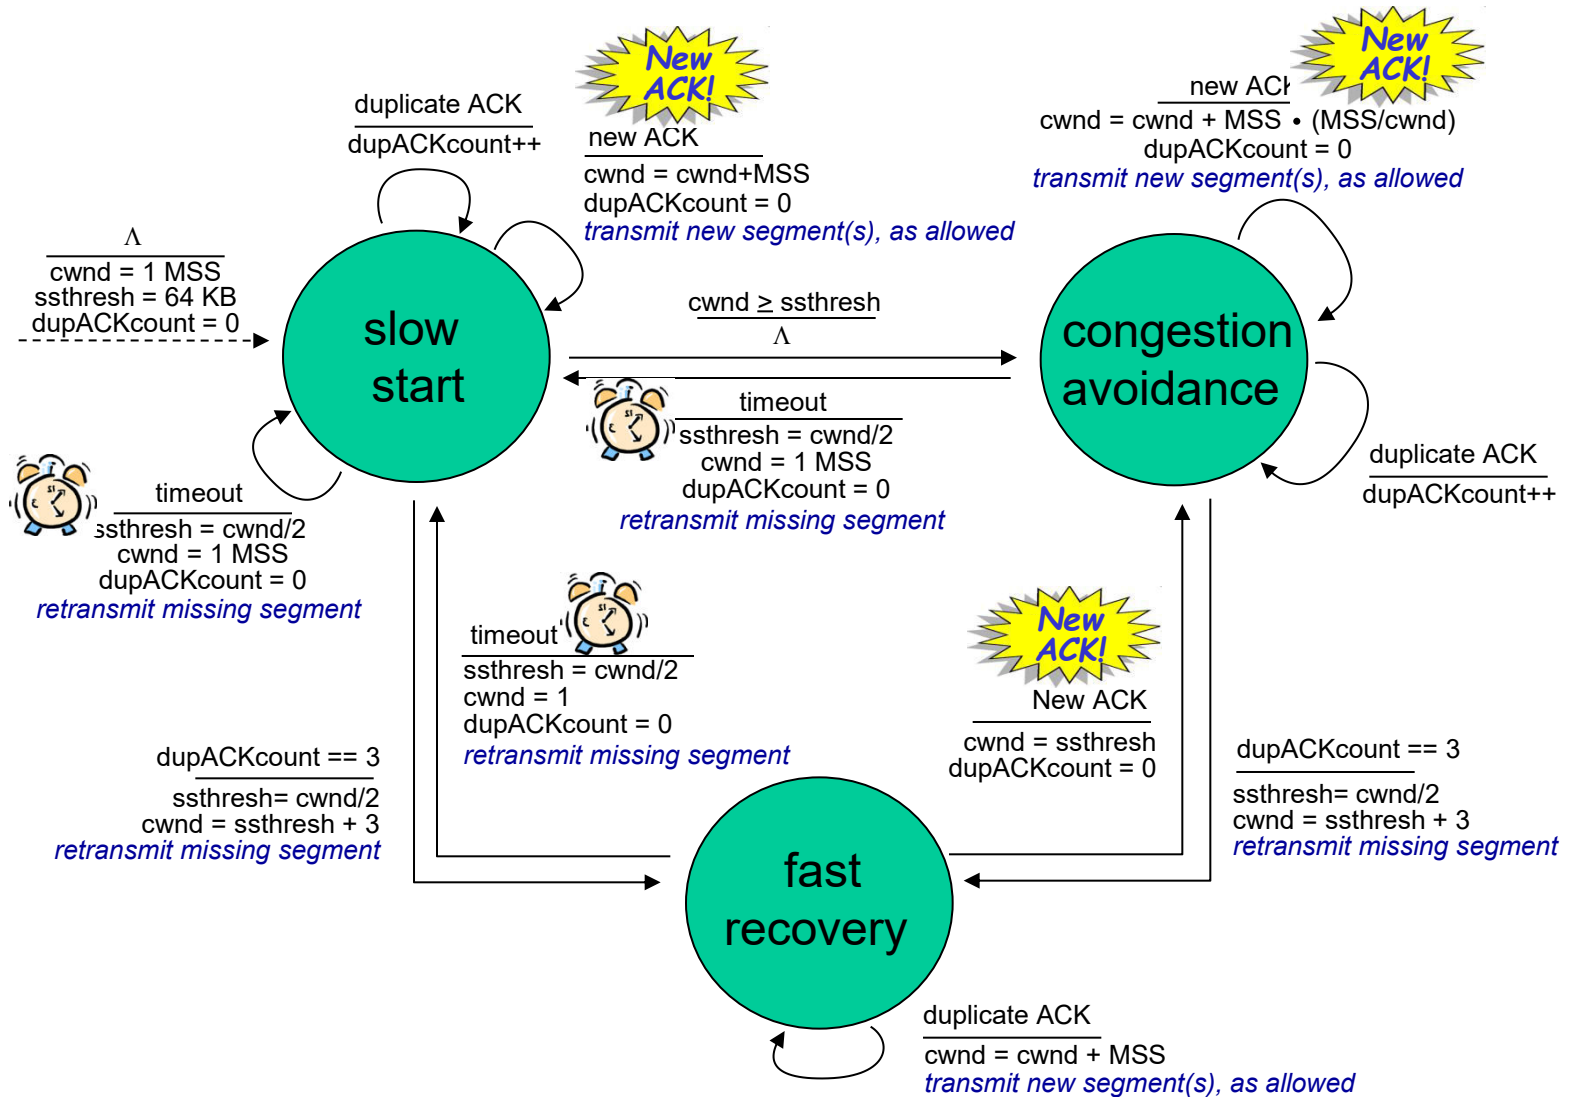 New
ACK!
duplicate ACK
dupACKcount++
new ACK
cwnd = cwnd+MSS
dupACKcount = 0
transmit new segment(s), as allowed
New
ACK!
new ACK
cwnd = cwnd + MSS • (MSS/cwnd)
dupACKcount = 0
transmit new segment(s), as allowed
Λ
cwnd = 1 MSS
ssthresh = 64 KB
dupACKcount = 0
slow
start
cwnd ≥ ssthresh
Λ
congestion
avoidance
timeout
ssthresh = cwnd/2
cwnd = 1 MSS
dupACKcount = 0
retransmit missing segment
duplicate ACK
dupACKcount++
timeout
ssthresh = cwnd/2
cwnd = 1 MSS
dupACKcount = 0
retransmit missing segment
timeout
ssthresh = cwnd/2
cwnd = 1
dupACKcount = 0
retransmit missing segment
New
ACK!
New ACK
cwnd = ssthresh
dupACKcount = 0
dupACKcount == 3
ssthresh= cwnd/2
cwnd = ssthresh + 3
retransmit missing segment
dupACKcount == 3
ssthresh= cwnd/2
cwnd = ssthresh + 3
retransmit missing segment
fast
recovery
duplicate ACK
cwnd = cwnd + MSS
transmit new segment(s), as allowed